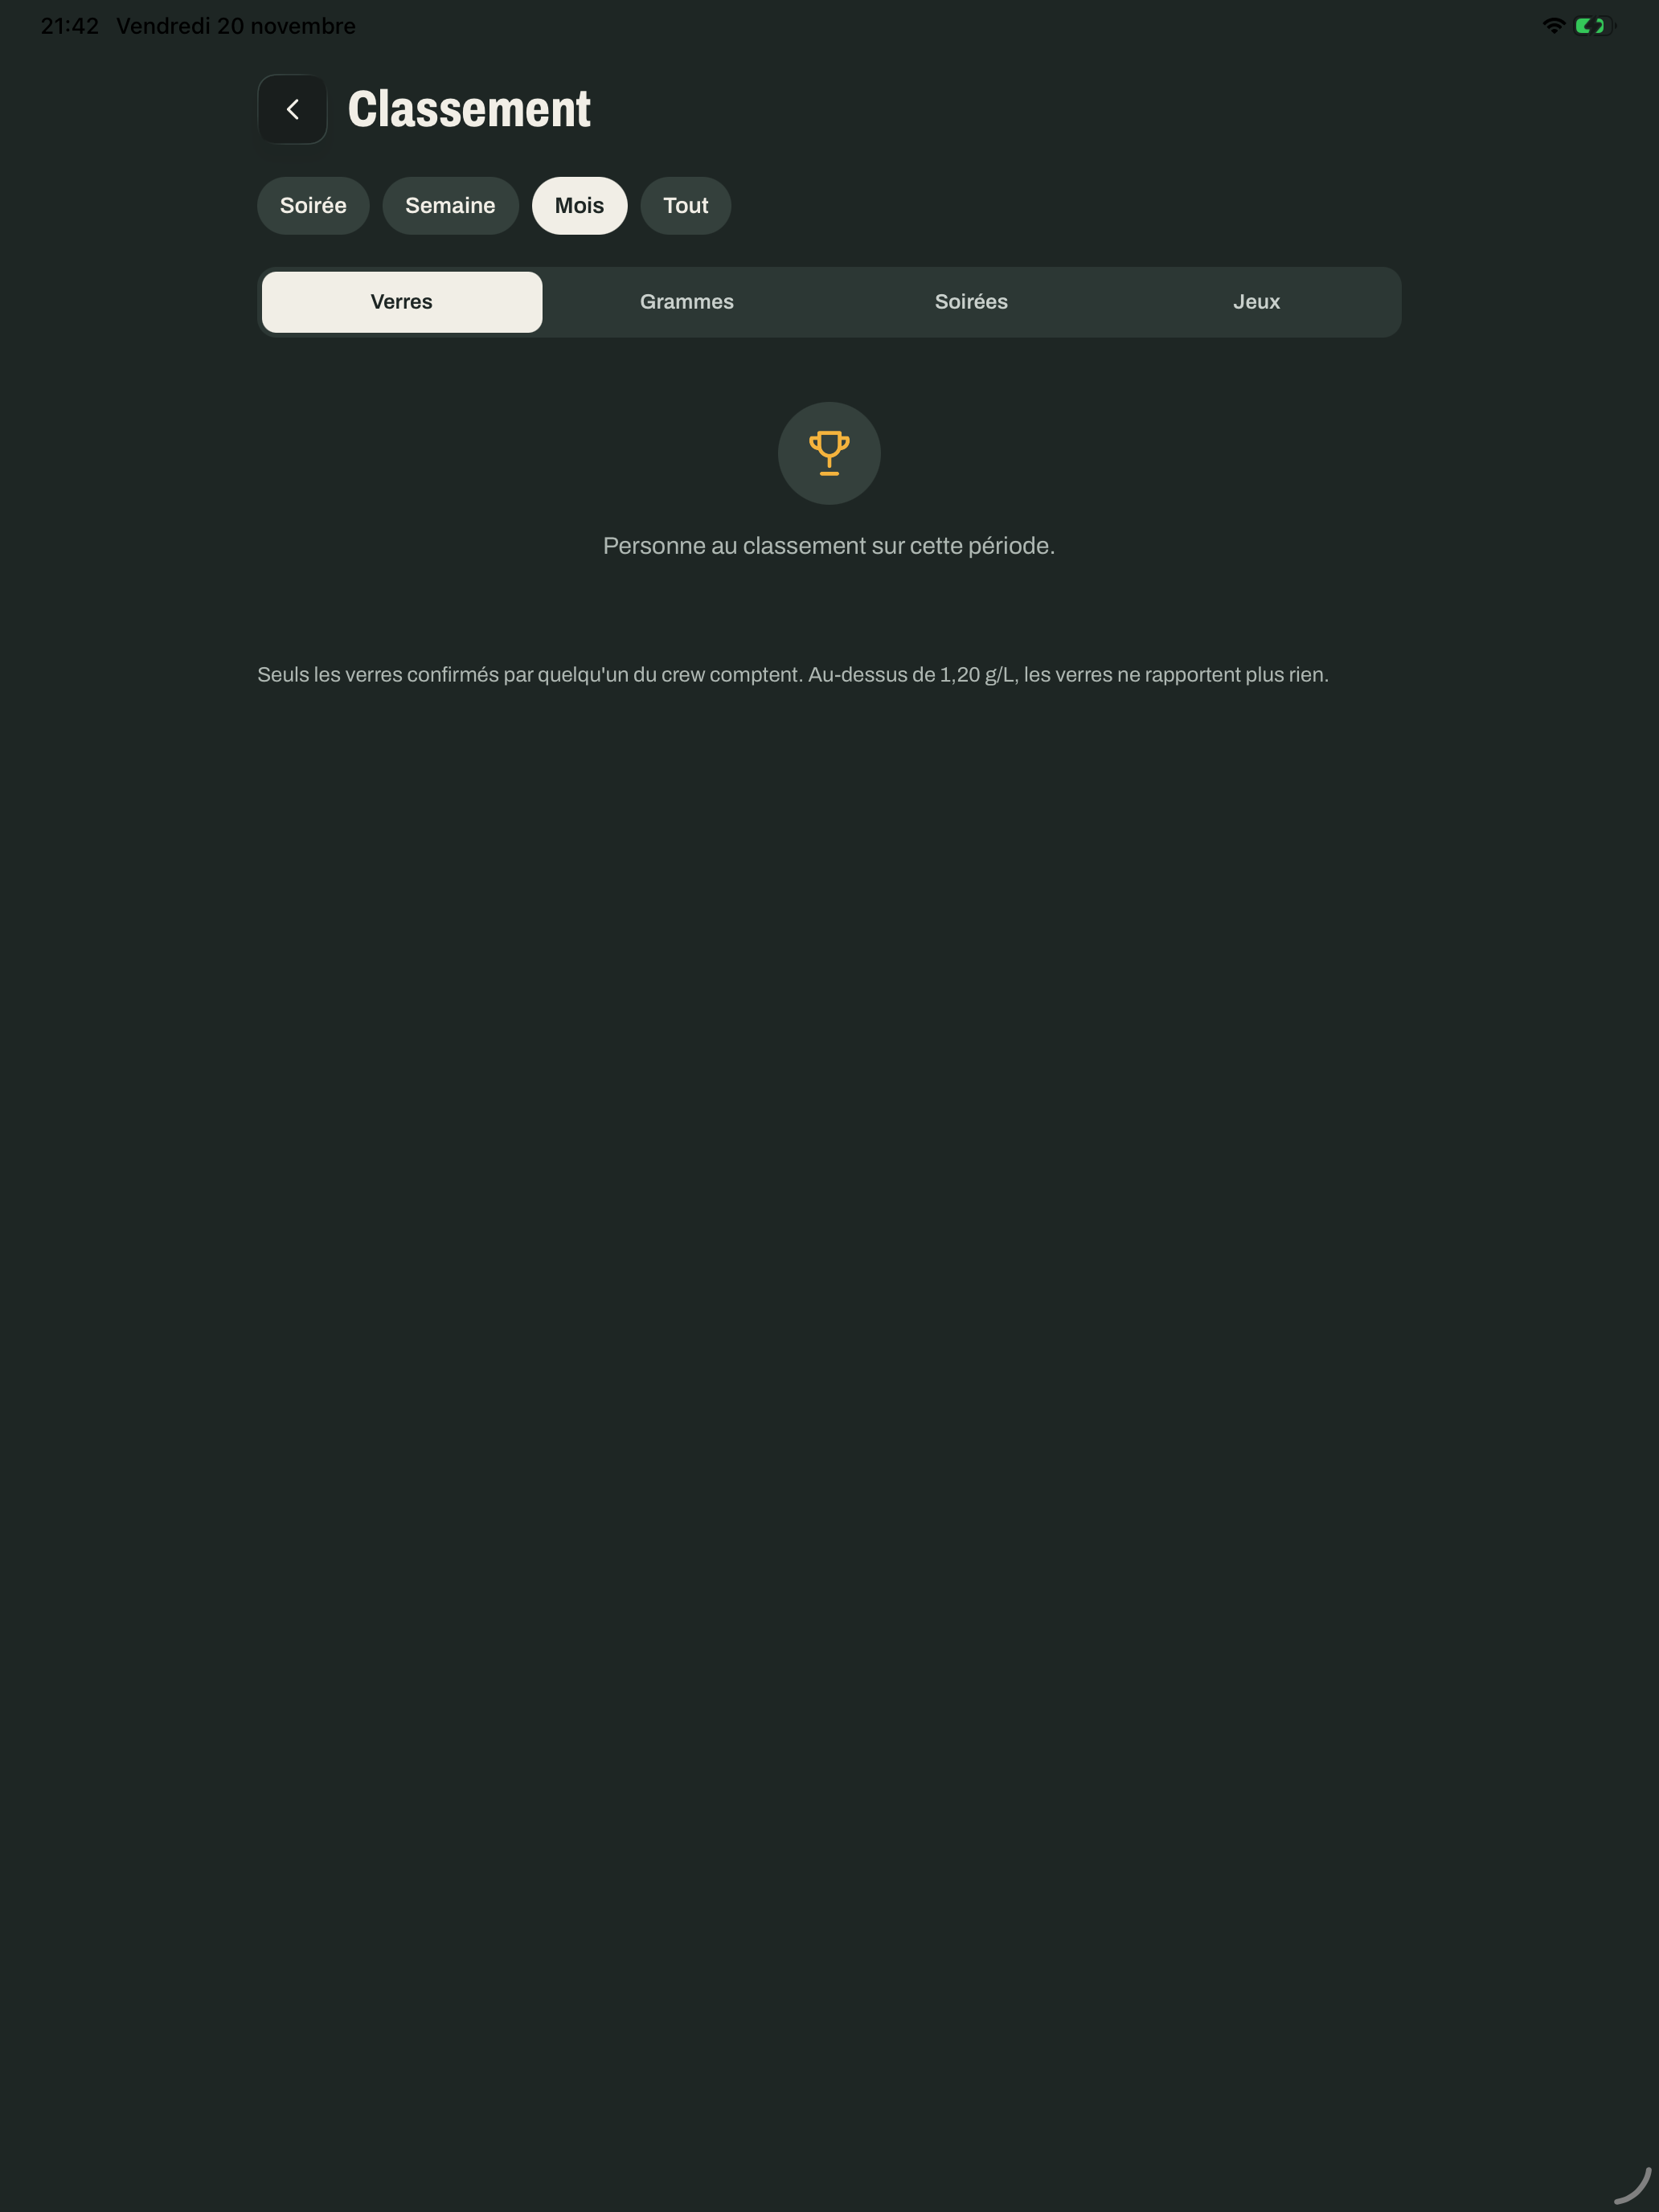 21:42 Vendredi 20 novembre
Classement
Soirée Semaine Mois Tout
Verres Grammes Soirées Jeux
Personne au classement sur cette période.
Seuls les verres confirmés par quelqu'un du crew comptent. Au-dessus de 1,20 g/L, les verres ne rapportent plus rien.